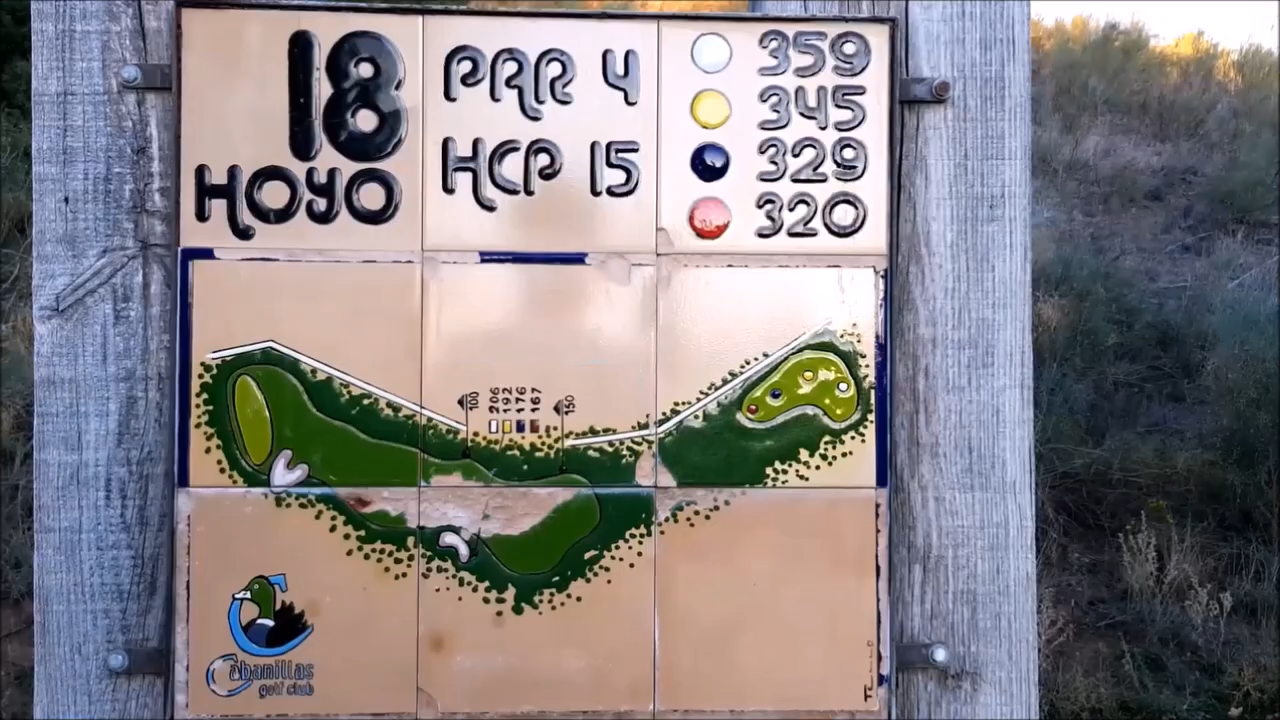 18
HOYO
PAR 4
HCP 15
359
345
329
320
100
206
192
176
167
150
Cabanillas
golf club